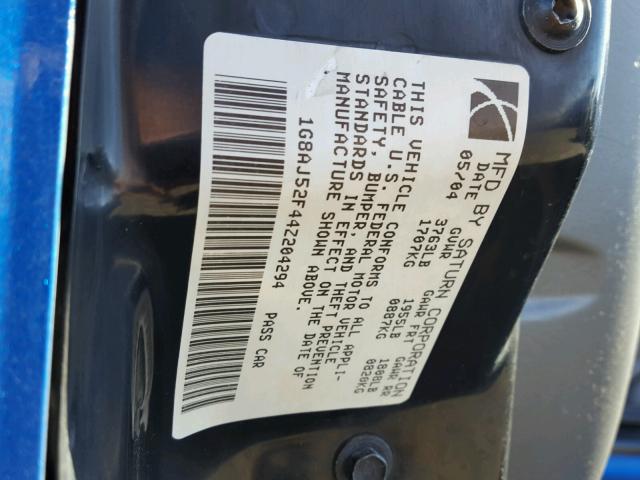 MFD BY SATURN CORPORATION
DATE GVWR GAWR FRT GAWR RR
05/04 3763LB 1955LB 1808LB
1707KG 0887KG 0820KG
THIS VEHICLE CONFORMS TO ALL APPLI-
CABLE U.S. FEDERAL MOTOR VEHICLE
SAFETY, BUMPER, AND THEFT PREVENTION
STANDARDS IN EFFECT ON THE DATE OF
MANUFACTURE SHOWN ABOVE.
1G8AJ52F44Z204294 PASS CAR